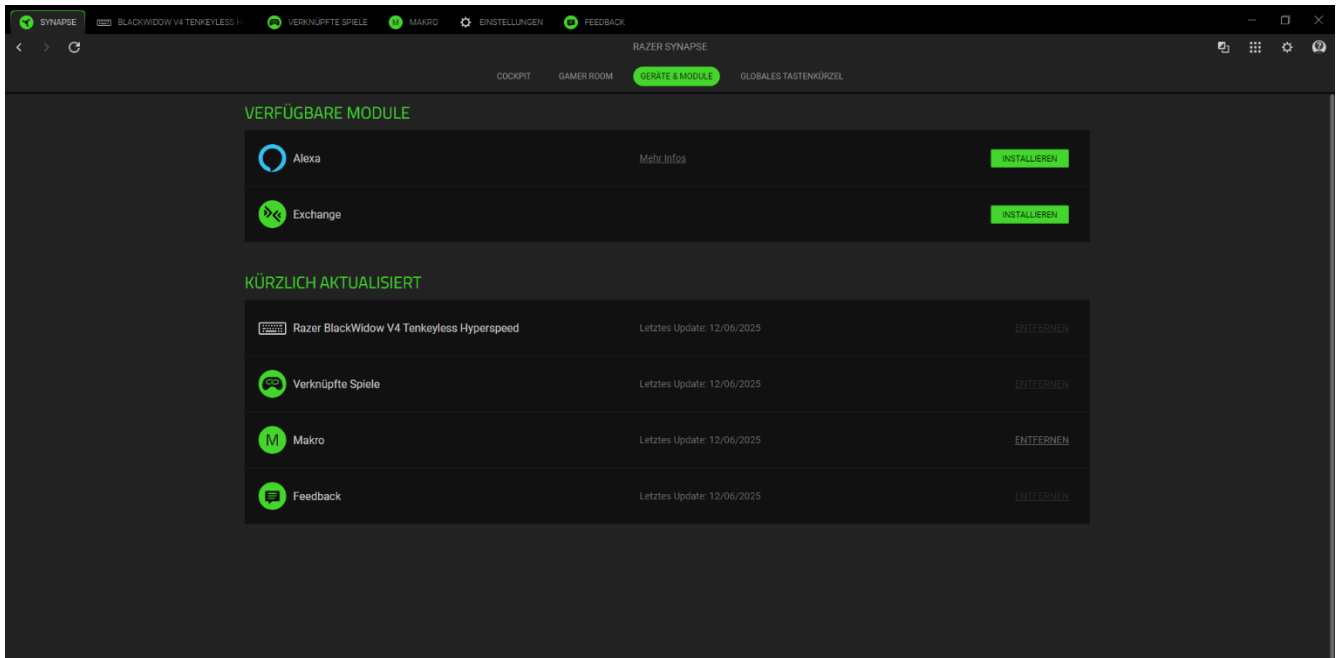 SYNAPSE BLACKWIDOW V4 TENKEYLESS H VERKNÜPFTE SPIELE M MAKRO EINSTELLUNGEN FEEDBACK
RAZER SYNAPSE
COCKPIT GAMER ROOM GERÄTE & MODULE GLOBALES TASTENKÜRZEL
VERFÜGBARE MODULE
Alexa Mehr Infos INSTALLIEREN
Exchange INSTALLIEREN
KÜRZLICH AKTUALISIERT
Razer BlackWidow V4 Tenkeyless Hyperspeed Letztes Update: 12/06/2025 ENTFERNEN
Verknüpfte Spiele Letztes Update: 12/06/2025 ENTFERNEN
M Makro Letztes Update: 12/06/2025 ENTFERNEN
Feedback Letztes Update: 12/06/2025 ENTFERNEN